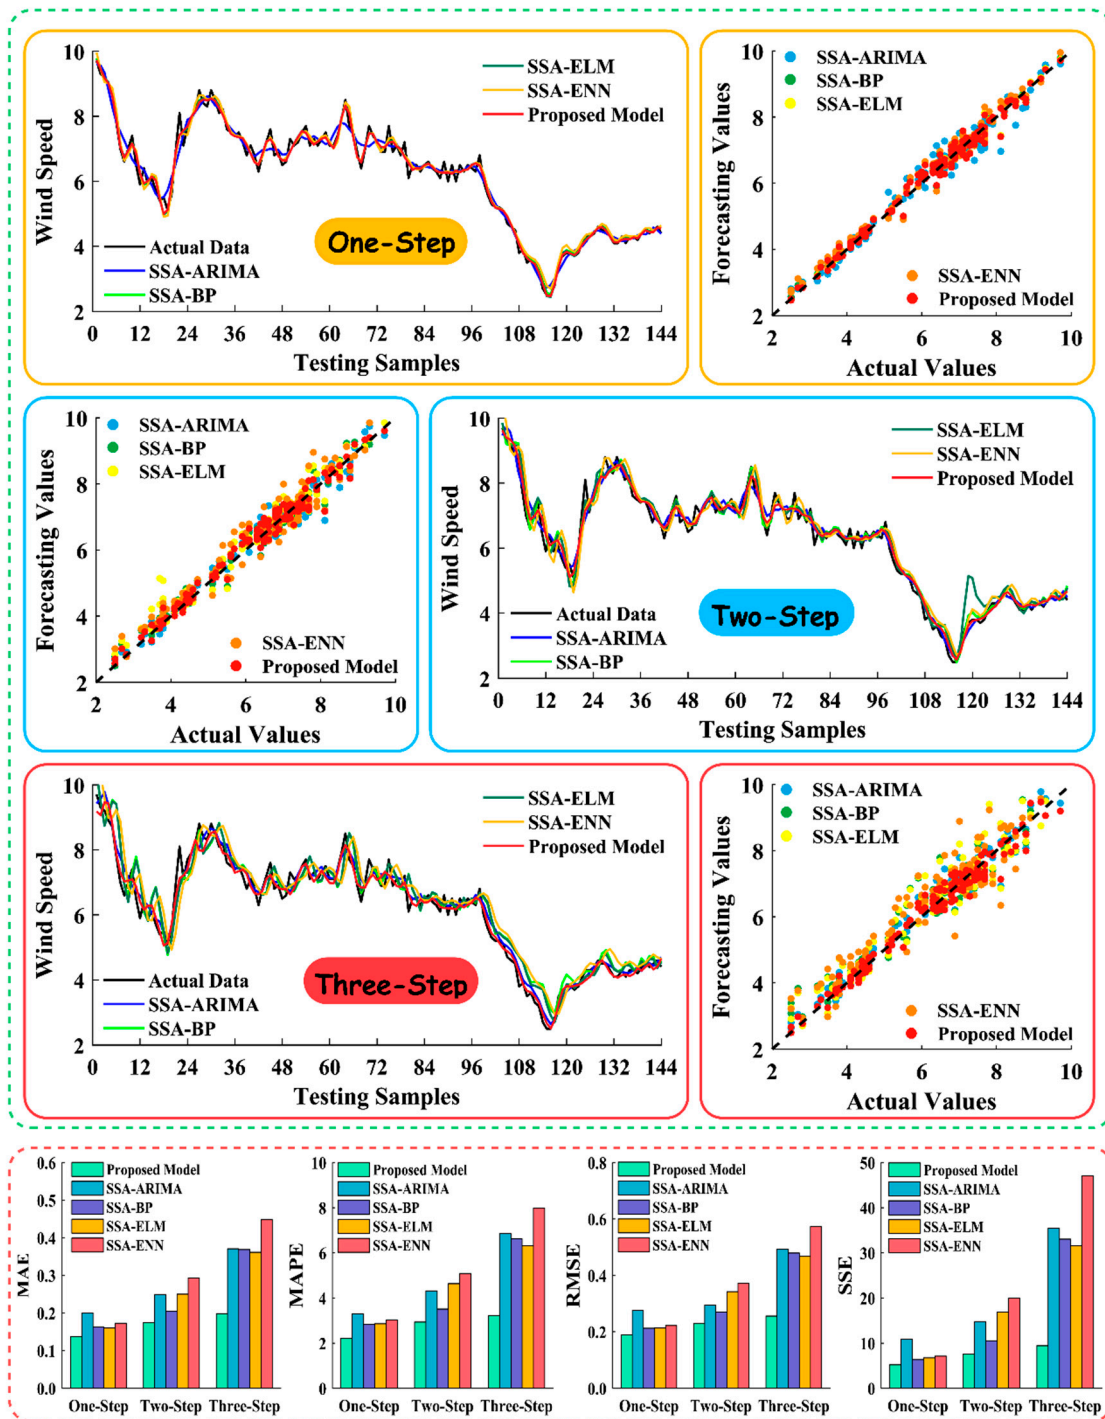 10
8
6
4
2
Wind Speed
SSA-ELM
SSA-ENN
Proposed Model
Actual Data
SSA-ARIMA
SSA-BP
One-Step
0 12 24 36 48 60 72 84 96 108 120 132 144
Testing Samples
10
8
6
4
2
Forecasting Values
SSA-ARIMA
SSA-BP
SSA-ELM
SSA-ENN
Proposed Model
2 4 6 8 10
Actual Values
10
8
6
4
2
Forecasting Values
SSA-ARIMA
SSA-BP
SSA-ELM
SSA-ENN
Proposed Model
2 4 6 8 10
Actual Values
10
8
6
4
2
Wind Speed
SSA-ELM
SSA-ENN
Proposed Model
Actual Data
SSA-ARIMA
SSA-BP
Two-Step
0 12 24 36 48 60 72 84 96 108 120 132 144
Testing Samples
10
8
6
4
2
Wind Speed
SSA-ELM
SSA-ENN
Proposed Model
Actual Data
SSA-ARIMA
SSA-BP
Three-Step
0 12 24 36 48 60 72 84 96 108 120 132 144
Testing Samples
10
8
6
4
2
Forecasting Values
SSA-ARIMA
SSA-BP
SSA-ELM
SSA-ENN
Proposed Model
2 4 6 8 10
Actual Values
0.6
0.5
0.4
0.3
0.2
0.1
0.0
MAE
Proposed Model
SSA-ARIMA
SSA-BP
SSA-ELM
SSA-ENN
One-Step Two-Step Three-Step
10
8
6
4
2
0
MAPE
Proposed Model
SSA-ARIMA
SSA-BP
SSA-ELM
SSA-ENN
One-Step Two-Step Three-Step
0.8
0.6
0.4
0.2
0.0
RMSE
Proposed Model
SSA-ARIMA
SSA-BP
SSA-ELM
SSA-ENN
One-Step Two-Step Three-Step
50
40
30
20
10
0
SSE
Proposed Model
SSA-ARIMA
SSA-BP
SSA-ELM
SSA-ENN
One-Step Two-Step Three-Step